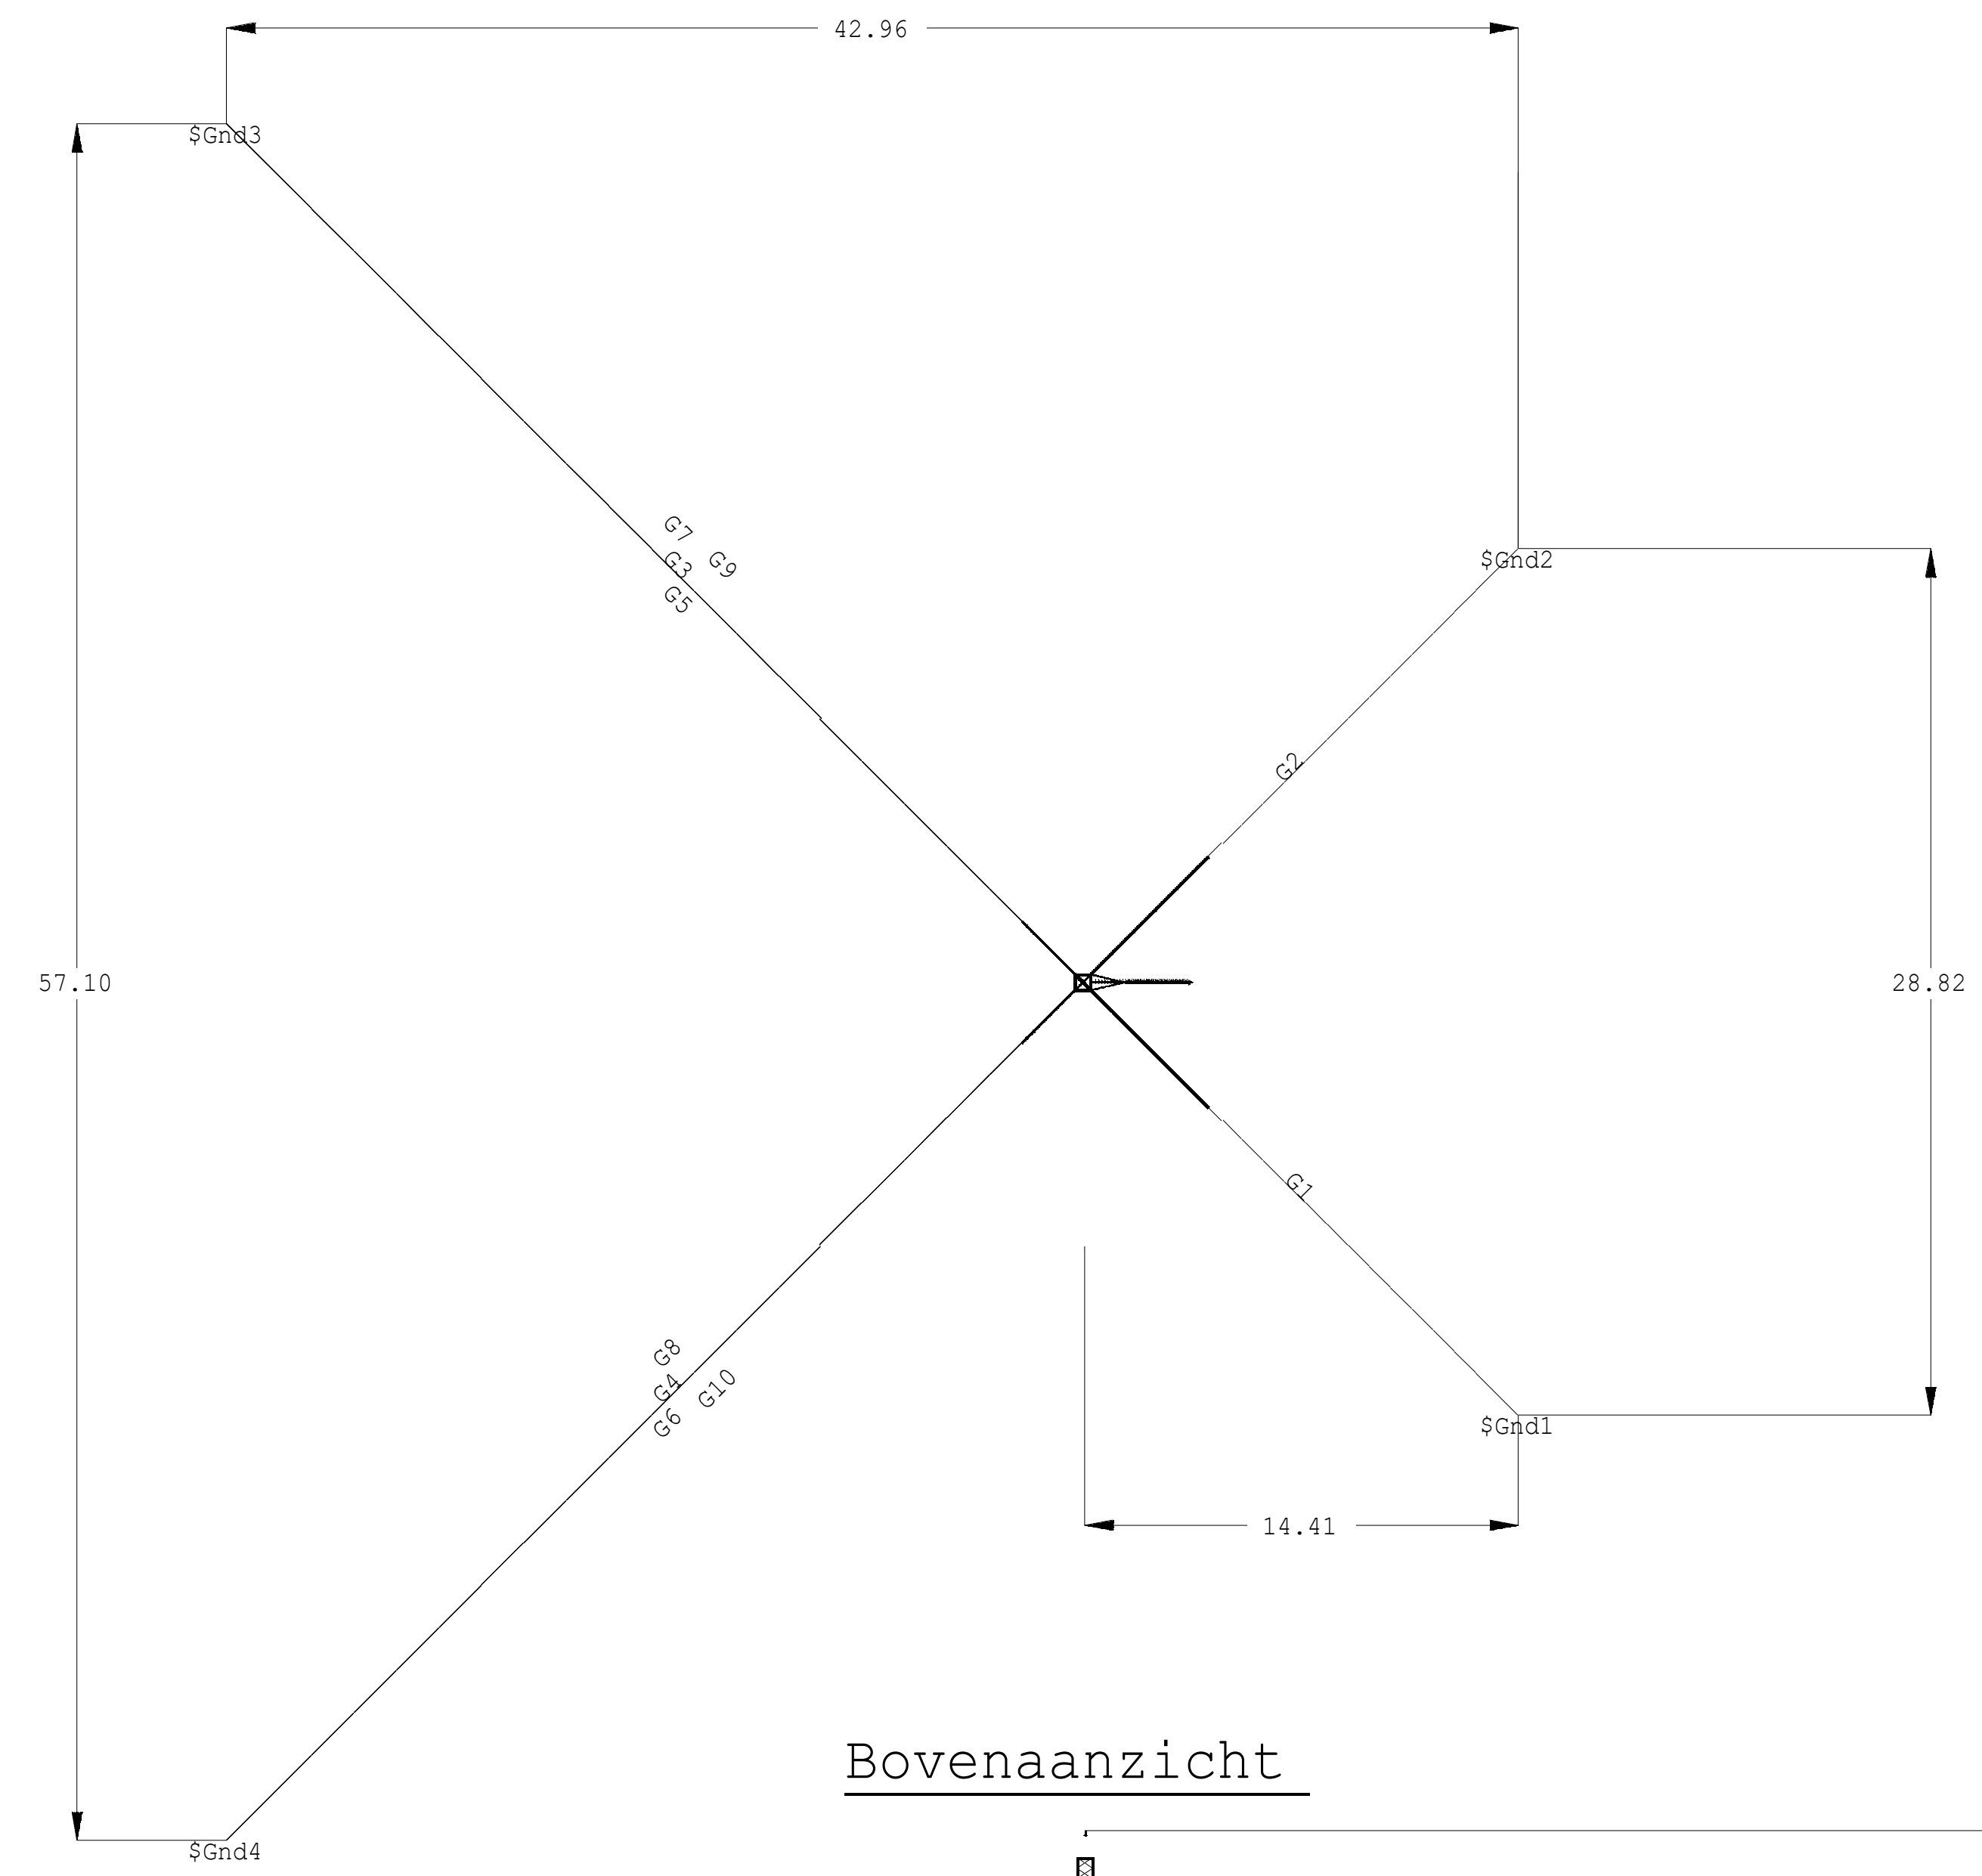 42.96
$Gnd3
G7 G9
G3
G5
$Gnd2
G2
57.10
28.82
G1
G8
G4 G10
G6
$Gnd1
14.41
Bovenaanzicht
$Gnd4